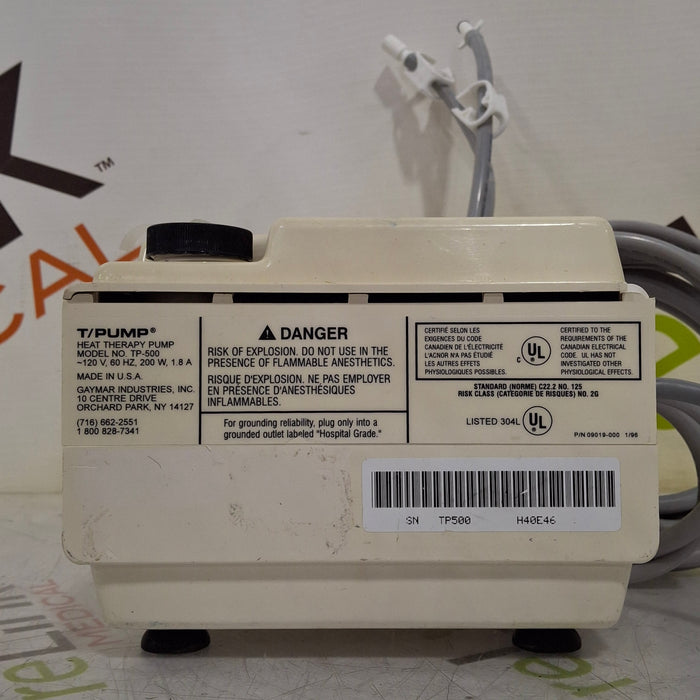 TM
ICAL
T/PUMP®
HEAT THERAPY PUMP
MODEL NO. TP-500
~120 V, 60 HZ, 200 W, 1.8 A
MADE IN U.S.A.
GAYMAR INDUSTRIES, INC.
10 CENTRE DRIVE
ORCHARD PARK, NY 14127
(716) 662-2551
1 800 828-7341
DANGER
RISK OF EXPLOSION. DO NOT USE IN THE
PRESENCE OF FLAMMABLE ANESTHETICS.
RISQUE D'EXPLOSION. NE PAS EMPLOYER
EN PRÉSENCE D'ANESTHÉSIQUES
INFLAMMABLES.
For grounding reliability, plug only into a
grounded outlet labeled "Hospital Grade."
CERTIFIÉ SELON LES
EXIGENCES DU CODE
CANADIEN DE L'ÉLECTRICITÉ
L'ACNOR N'A PAS ÉTUDIÉ
LES AUTRES EFFETS
PHYSIOLOGIQUES POSSIBLES.
C UL
CERTIFIED TO THE
REQUIREMENTS OF THE
CANADIAN ELECTRICAL
CODE. UL HAS NOT
INVESTIGATED OTHER
PHYSIOLOGICAL EFFECTS.
STANDARD (NORME) C22.2 NO. 125
RISK CLASS (CATÉGORIE DE RISQUES) NO. 2G
LISTED 304L UL
P/N 09019-000 1/96
SN TP500 H40E46
MEDICAL
re